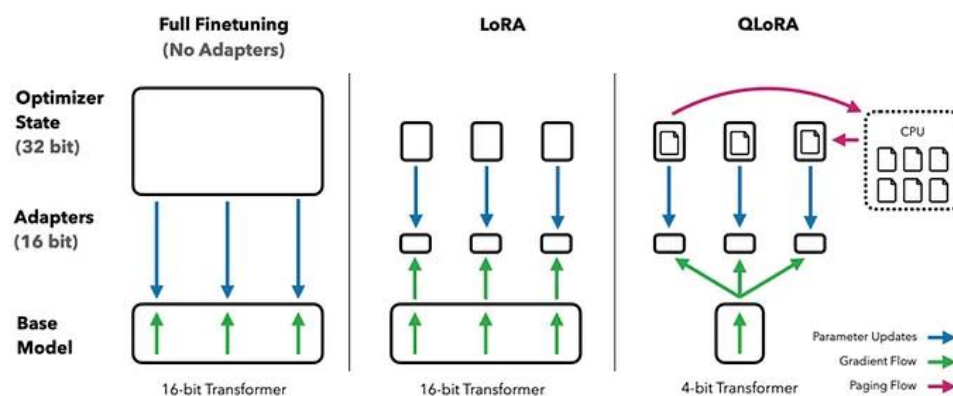 Full Finetuning
(No Adapters)
LoRA
QLoRA
Optimizer
State
(32 bit)
CPU
Adapters
(16 bit)
Base
Model
Parameter Updates
Gradient Flow
Paging Flow
16-bit Transformer
16-bit Transformer
4-bit Transformer